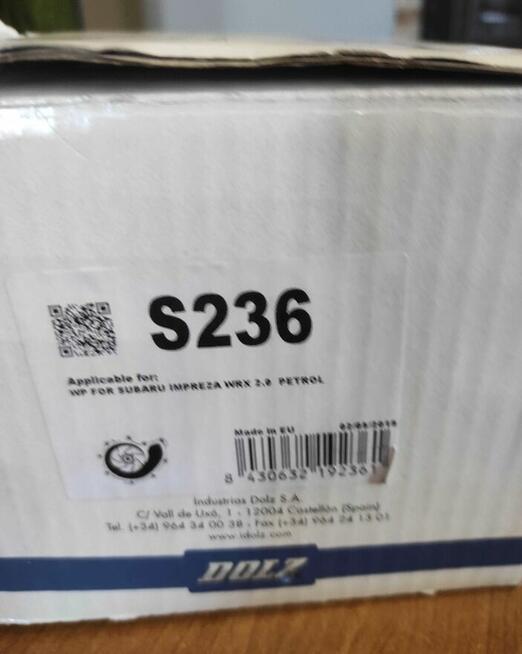 S236
Applicable for:
WP FOR SUBARU IMPREZA WRX 2.0 PETROL
Made in EU
8 430632 19236
Industrias Dolz S.A.
C/ Vall de Uxó, 1 - 12004 Castellón (Spain)
Tel. (+34) 964 34 00 38 - Fax (+34) 964 24 13 01
www.idolz.com
DOLZ